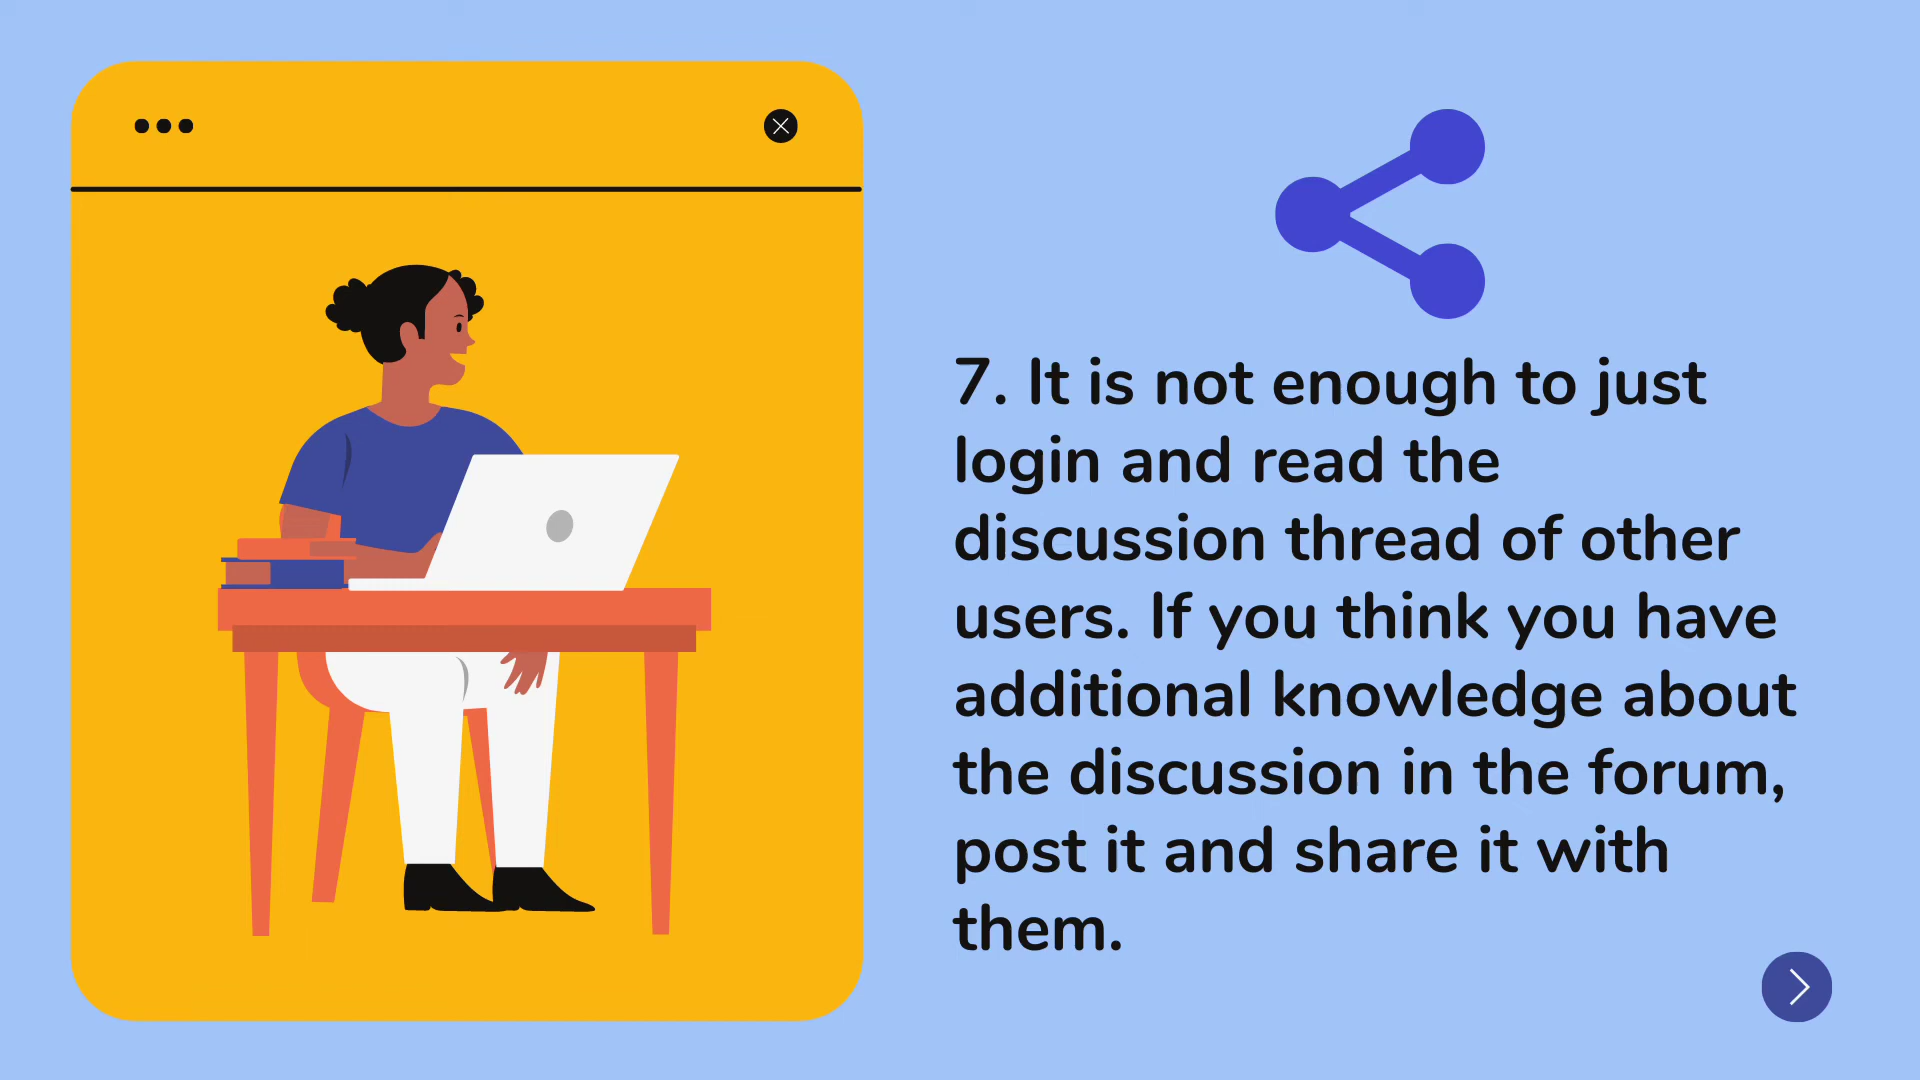 7. It is not enough to just
login and read the
discussion thread of other
users. If you think you have
additional knowledge about
the discussion in the forum,
post it and share it with
them.